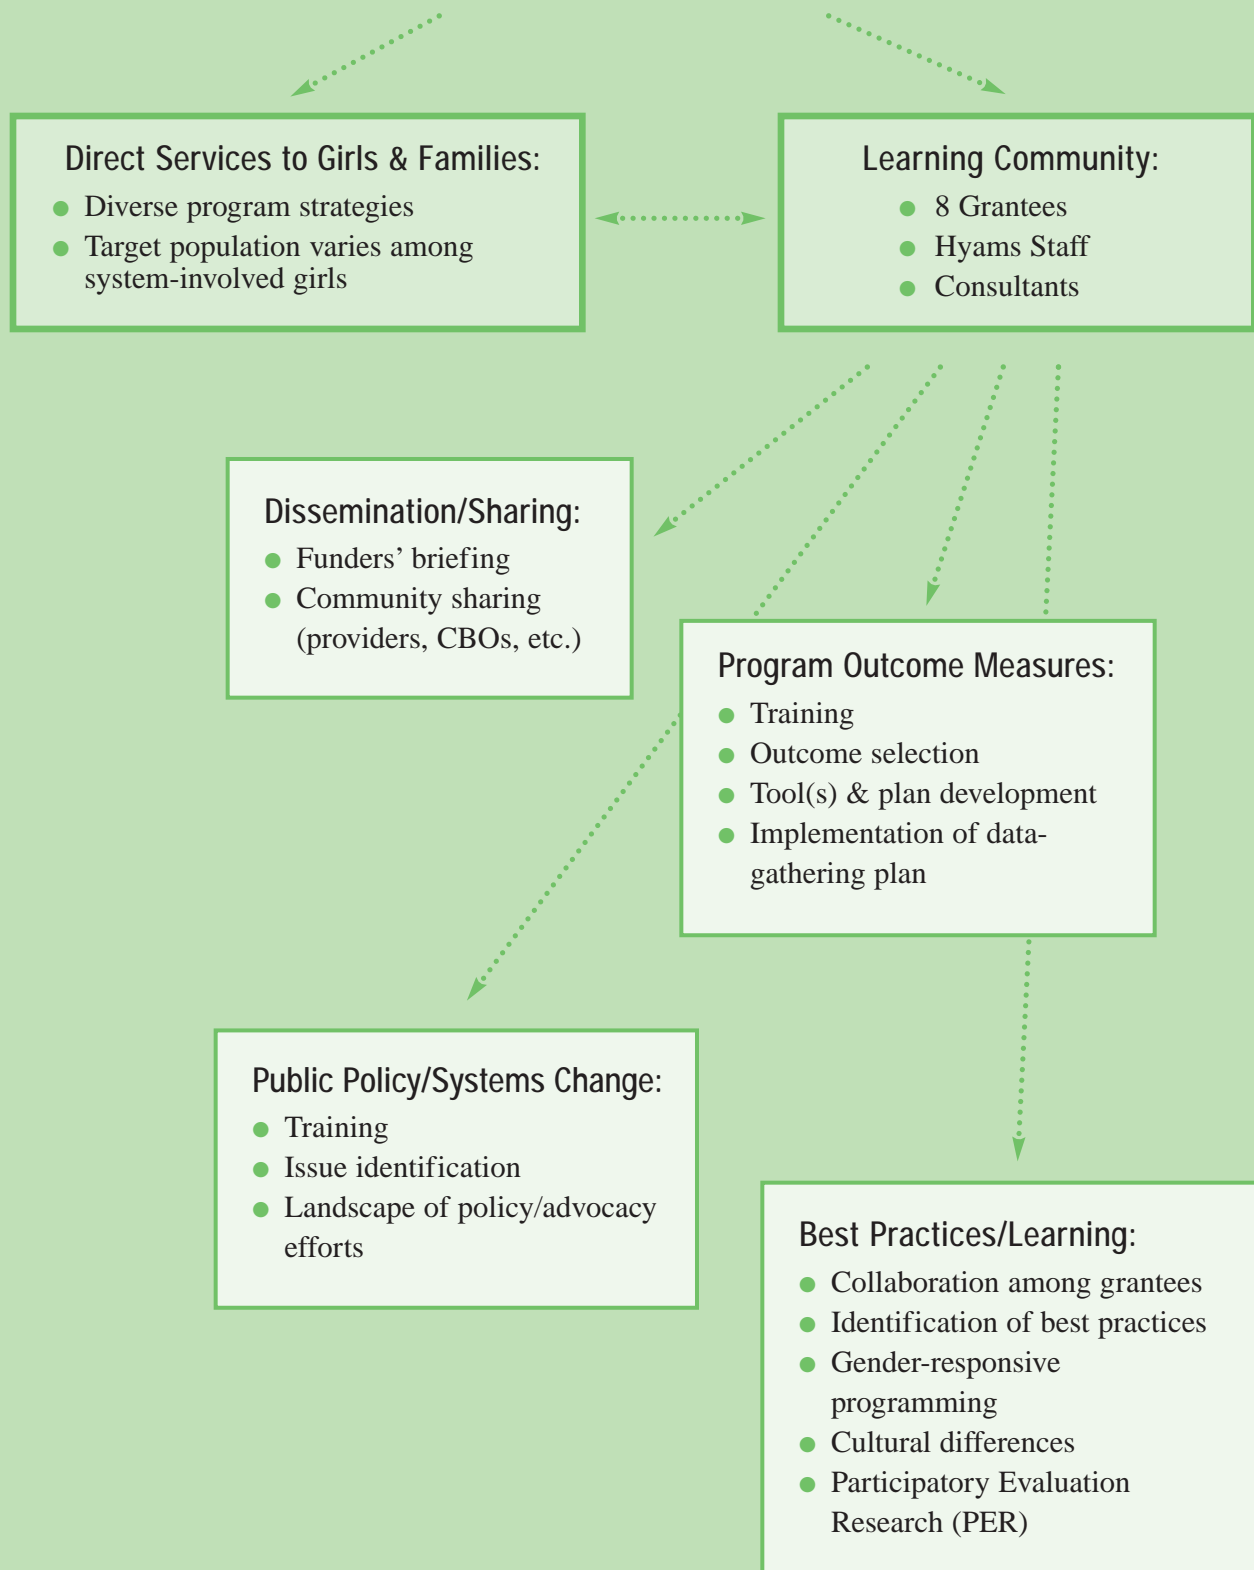 Direct Services to Girls & Families:
● Diverse program strategies
● Target population varies among
system-involved girls
Learning Community:
● 8 Grantees
● Hyams Staff
● Consultants
Dissemination/Sharing:
● Funders’ briefing
● Community sharing
(providers, CBOs, etc.)
Program Outcome Measures:
● Training
● Outcome selection
● Tool(s) & plan development
● Implementation of data-
gathering plan
Public Policy/Systems Change:
● Training
● Issue identification
● Landscape of policy/advocacy
efforts
Best Practices/Learning:
● Collaboration among grantees
● Identification of best practices
● Gender-responsive
programming
● Cultural differences
● Participatory Evaluation
Research (PER)